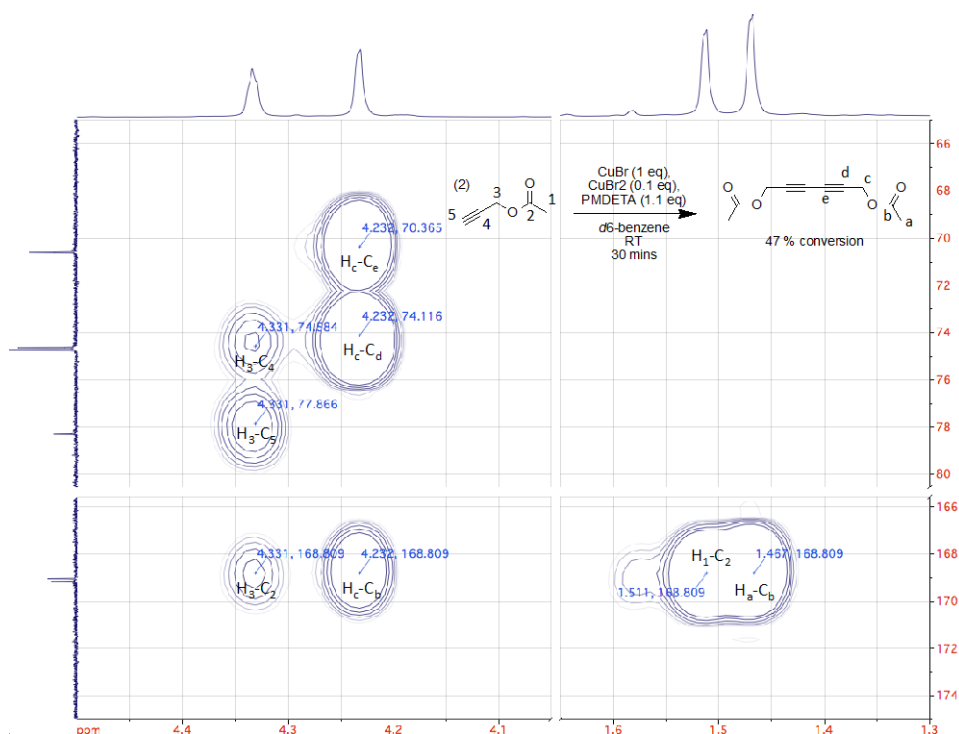 66
68
70
72
74
76
78
80
166
168
170
172
174
(2)
3
O
1
5
4
O
2
CuBr (1 eq),
CuBr2 (0.1 eq),
PMDETA (1.1 eq)
d6-benzene
RT
30 mins
O
O
d
e
c
O
O
b
a
47 % conversion
4.232, 70.365
Hc-Ce
4.232, 74.116
Hc-Cd
H3-C4
4.331, 77.866
H3-C5
4.331, 168.809
H3-C2
4.232, 168.809
Hc-Cb
H1-C2
1.467, 168.809
1.511, 168.809
Ha-Cb
ppm
4.4
4.3
4.2
4.1
1.6
1.5
1.4
1.3